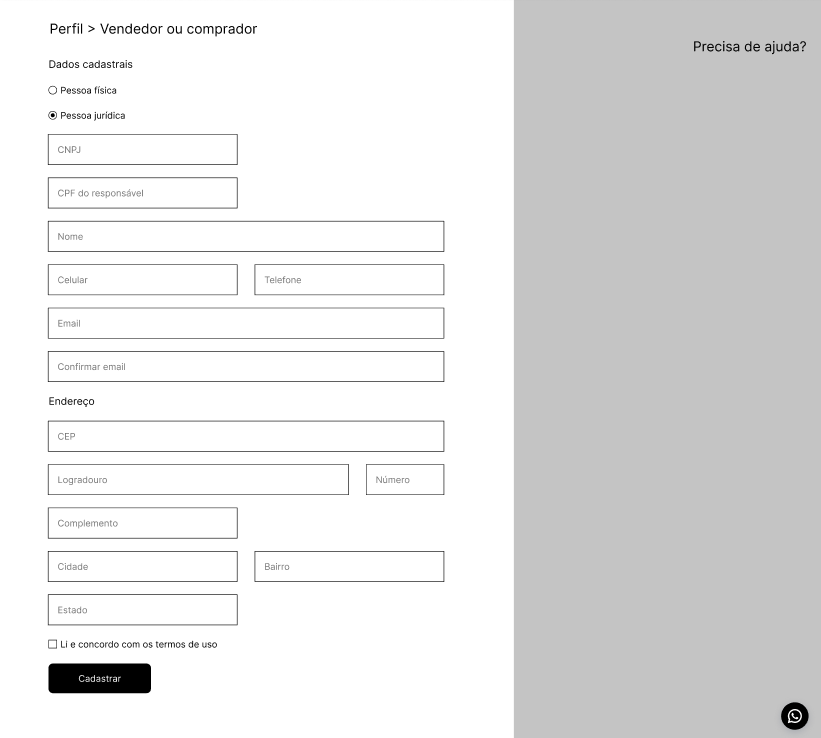 Perfil > Vendedor ou comprador
Precisa de ajuda?
Dados cadastrais
Pessoa física
Pessoa jurídica
CNPJ
CPF do responsável
Nome
Celular
Telefone
Email
Confirmar email
Endereço
CEP
Logradouro
Número
Complemento
Cidade
Bairro
Estado
Li e concordo com os termos de uso
Cadastrar